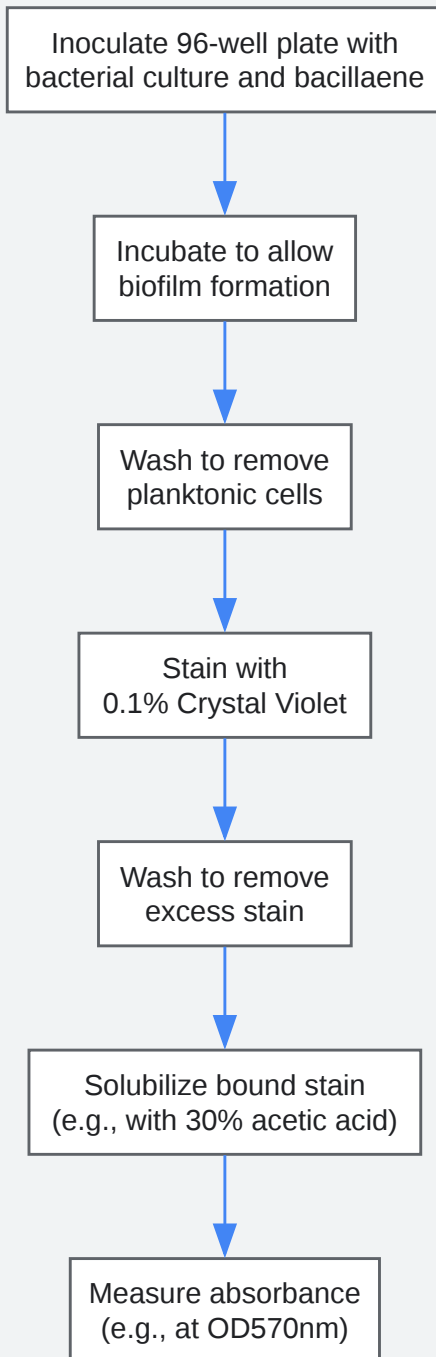 Inoculate 96-well plate with
bacterial culture and bacillaene
Incubate to allow
biofilm formation
Wash to remove
planktonic cells
Stain with
0.1% Crystal Violet
Wash to remove
excess stain
Solubilize bound stain
(e.g., with 30% acetic acid)
Measure absorbance
(e.g., at OD570nm)